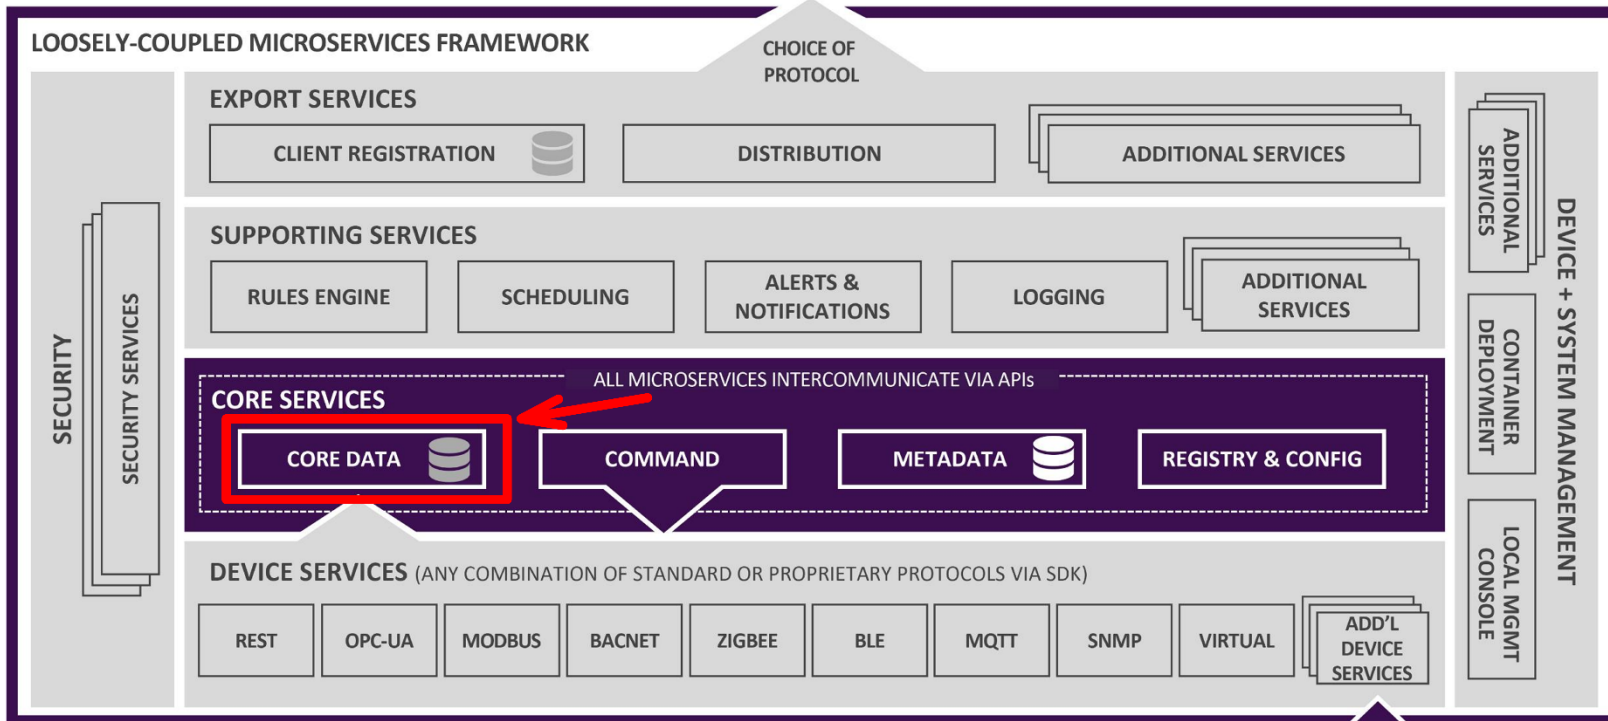 LOOSELY-COUPLED MICROSERVICES FRAMEWORK
CHOICE OF
PROTOCOL
EXPORT SERVICES
CLIENT REGISTRATION
DISTRIBUTION
ADDITIONAL SERVICES
SUPPORTING SERVICES
RULES ENGINE
SCHEDULING
ALERTS &
NOTIFICATIONS
LOGGING
ADDITIONAL
SERVICES
ALL MICROSERVICES INTERCOMMUNICATE VIA APIs
CORE SERVICES
CORE DATA
COMMAND
METADATA
REGISTRY & CONFIG
DEVICE SERVICES (ANY COMBINATION OF STANDARD OR PROPRIETARY PROTOCOLS VIA SDK)
REST
OPC-UA
MODBUS
BACNET
ZIGBEE
BLE
MQTT
SNMP
VIRTUAL
ADD'L
DEVICE
SERVICES
SECURITY
SECURITY SERVICES
ADDITIONAL
SERVICES
CONTAINER
DEPLOYMENT
LOCAL MGMT
CONSOLE
DEVICE + SYSTEM MANAGEMENT